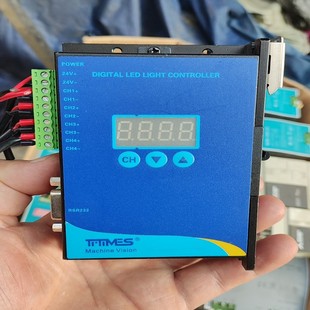 POWER
DIGITAL LED LIGHT CONTROLLER
24V+
24V-
CH1+
CH1-
CH2+
CH2-
CH3+
CH3-
CH4+
CH4-
8.8.8.8.
CH
RSR232
TTiMES®
Machine Vision